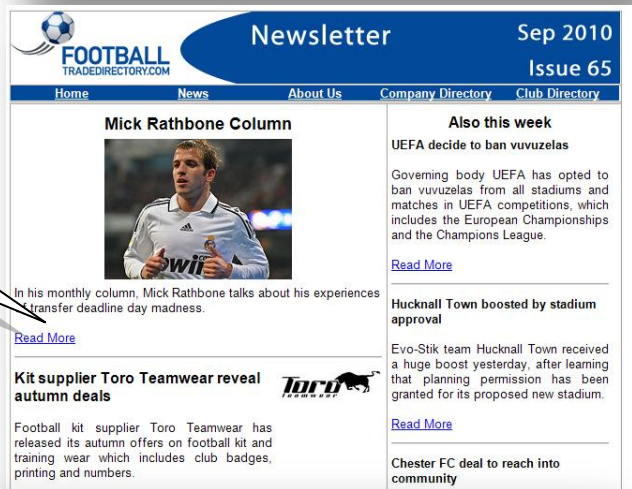 FOOTBALL
TRADEDIRECTORY.COM
Newsletter
Sep 2010
Issue 65
Home News About Us Company Directory Club Directory
Mick Rathbone Column
bwin
In his monthly column, Mick Rathbone talks about his experiences
of transfer deadline day madness.
Read More
Kit supplier Toro Teamwear reveal
autumn deals
Toro
teamwear
Football kit supplier Toro Teamwear has
released its autumn offers on football kit and
training wear which includes club badges,
printing and numbers.
Also this week
UEFA decide to ban vuvuzelas
Governing body UEFA has opted to
ban vuvuzelas from all stadiums and
matches in UEFA competitions, which
includes the European Championships
and the Champions League.
Read More
Hucknall Town boosted by stadium
approval
Evo-Stik team Hucknall Town received
a huge boost yesterday, after learning
that planning permission has been
granted for its proposed new stadium.
Read More
Chester FC deal to reach into
community